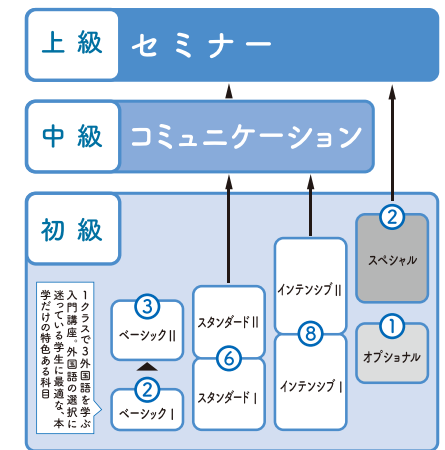 上級
セミナー
中級
コミュニケーション
初級
1クラスで3外国語を学ぶ
入門講座。外国語の選択に
迷っている学生に最適な、本
学だけの特色ある科目
③
ベーシックⅡ
②
ベーシックⅠ
スタンダードⅡ
⑥
スタンダードⅠ
インテンシブⅡ
⑧
インテンシブⅠ
②
スペシャル
①
オプショナル